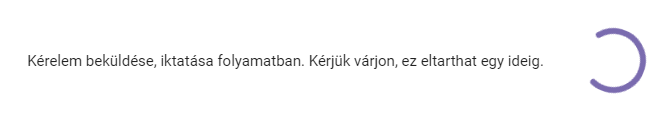 Kérelem beküldése, iktatása folyamatban. Kérjük várjon, ez eltarthat egy ideig.